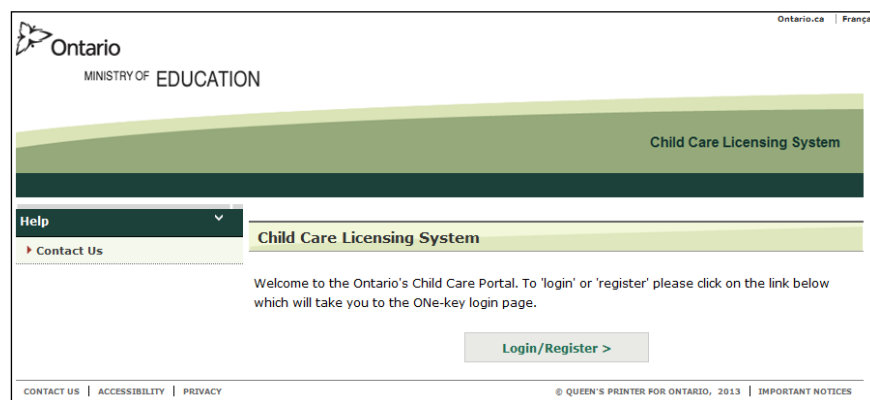 Ontario.ca | França
Ontario
MINISTRY OF EDUCATION
Child Care Licensing System
Help
Contact Us
Child Care Licensing System
Welcome to the Ontario's Child Care Portal. To 'login' or 'register' please click on the link below
which will take you to the ONe-key login page.
Login/Register >
CONTACT US | ACCESSIBILITY | PRIVACY
© QUEEN'S PRINTER FOR ONTARIO, 2013 | IMPORTANT NOTICES